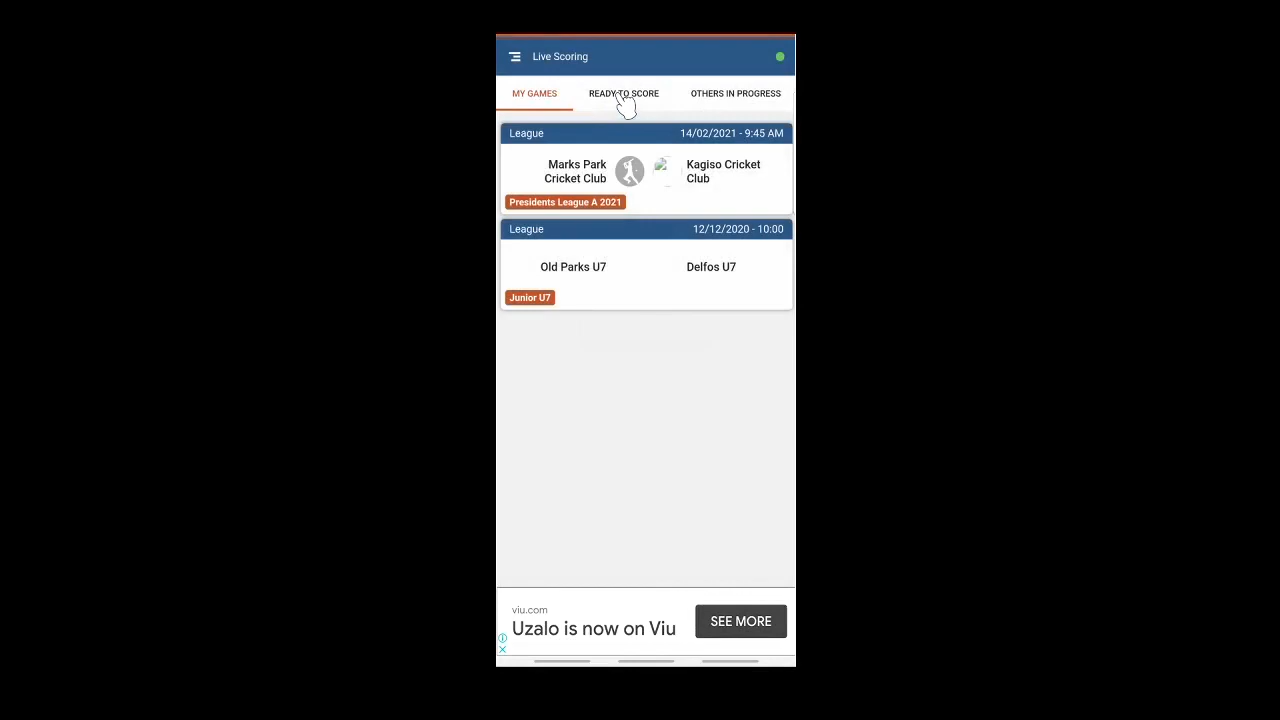 Live Scoring
MY GAMES READY TO SCORE OTHERS IN PROGRESS
League 14/02/2021 - 9:45 AM
Marks Park
Cricket Club
Kagiso Cricket
Club
Presidents League A 2021
League 12/12/2020 - 10:00
Old Parks U7 Delfos U7
Junior U7
viu.com
Uzalo is now on Viu
SEE MORE